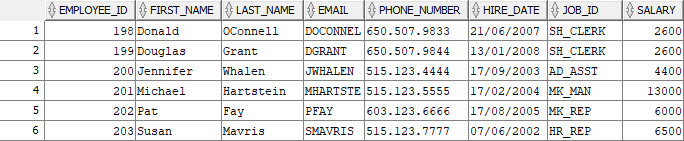 EMPLOYEE_ID FIRST_NAME LAST_NAME EMAIL PHONE_NUMBER HIRE_DATE JOB_ID SALARY
1 198 Donald OConnell DOCONNEL 650.507.9833 21/06/2007 SH_CLERK 2600
2 199 Douglas Grant DGRANT 650.507.9844 13/01/2008 SH_CLERK 2600
3 200 Jennifer Whalen JWHALEN 515.123.4444 17/09/2003 AD_ASST 4400
4 201 Michael Hartstein MHARTSTE 515.123.5555 17/02/2004 MK_MAN 13000
5 202 Pat Fay PFAY 603.123.6666 17/08/2005 MK_REP 6000
6 203 Susan Mavris SMAVRIS 515.123.7777 07/06/2002 HR_REP 6500